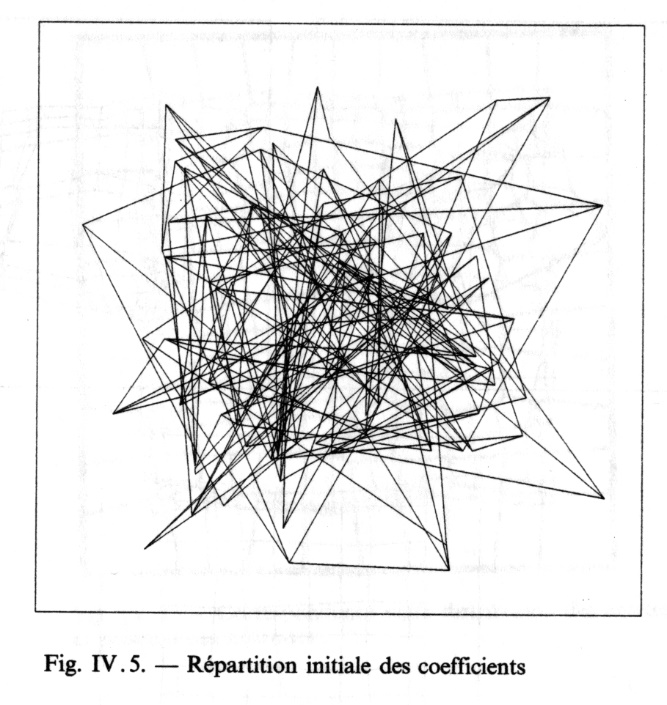 Fig. IV.5. — Répartition initiale des coefficients